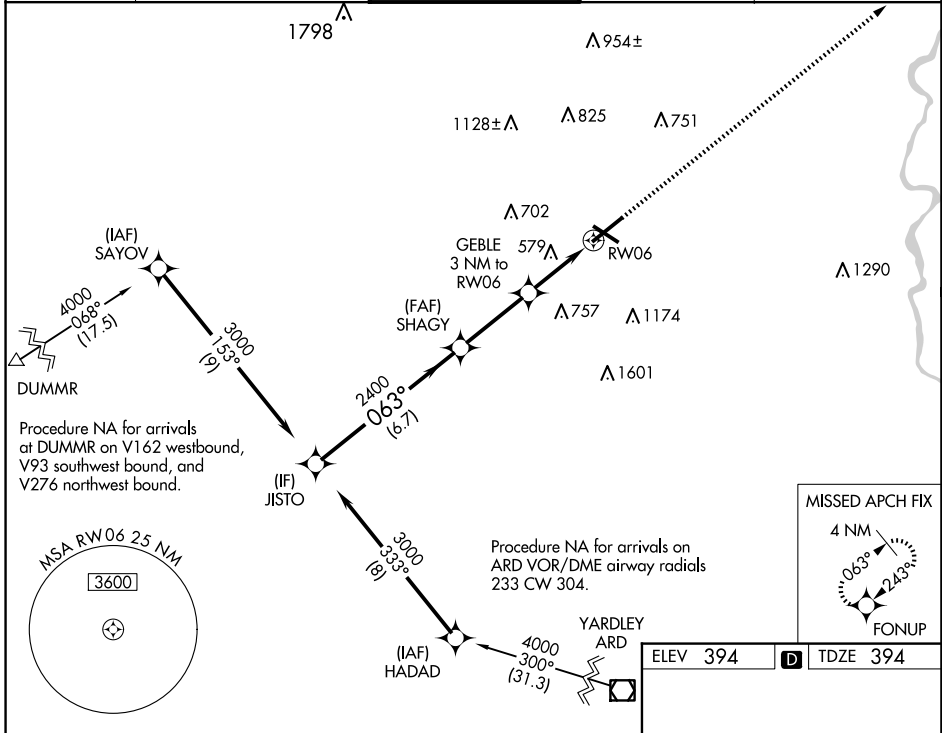 1798
954±
1128±
825
751
702
(IAF)
SAYOV
GEBLE
3 NM to
RW06
579
RW06
1290
4000
068°
(17.5)
3000
153°
(9)
(FAF)
SHAGY
757
1174
DUMMR
1601
2400
063°
(6.7)
Procedure NA for arrivals
at DUMMR on V162 westbound,
V93 southwest bound, and
V276 northwest bound.
(IF)
JISTO
MISSED APCH FIX
4 NM
063°
243°
FONUP
MSA RW06 25 NM
3600
3000
333°
(8)
Procedure NA for arrivals on
ARD VOR/DME airway radials
233 CW 304.
YARDLEY
ARD
(IAF)
HADAD
4000
300°
(31.3)
ELEV 394 D TDZE 394